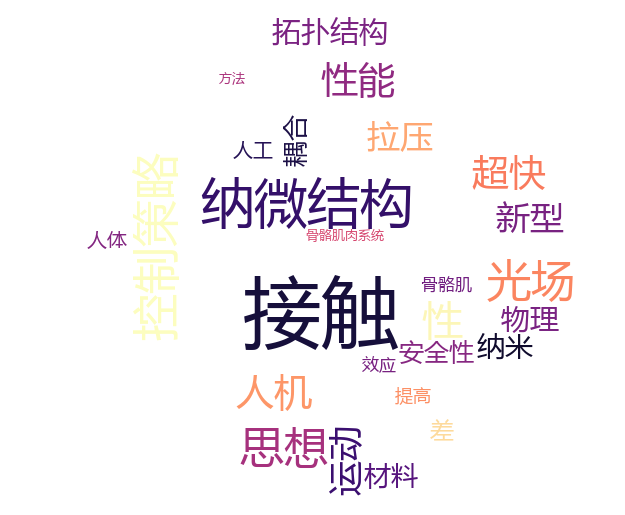 拓扑结构
方法
性能
人工
耦合
拉压
超快
控制策略
纳微结构
新型
人体
骨骼肌肉系统
接触
骨骼肌
光场
性
物理
安全性
纳米
效应
人机
提高
思想
运动
差
材料